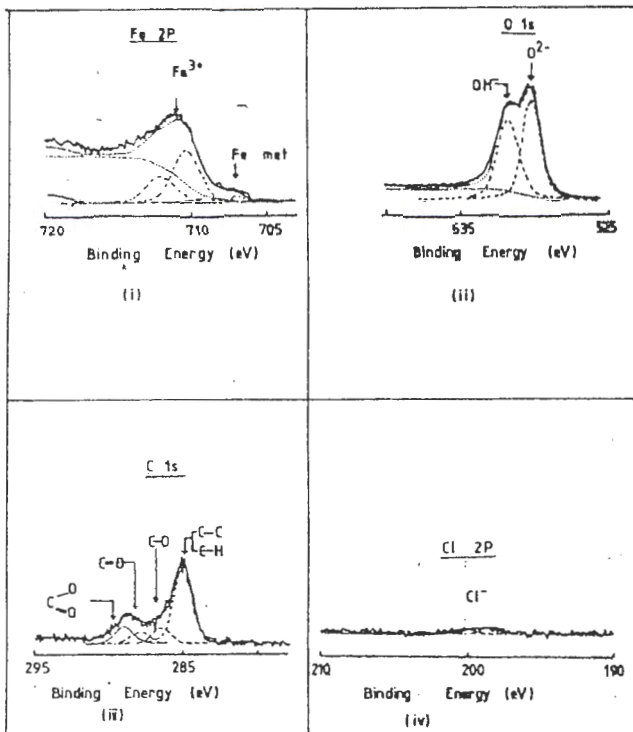 Fe 2P
Fe³⁺
Fe met
720 710 705
Binding Energy (eV)
(i)
O 1s
O²⁻
OH⁻
535 525
Binding Energy (eV)
(ii)
C 1s
C-C
C-H
C-O
C=O
C
O
O
295 285
Binding Energy (eV)
Cl 2P
Cl⁻
210 200 190
Binding Energy (eV)
(iv)